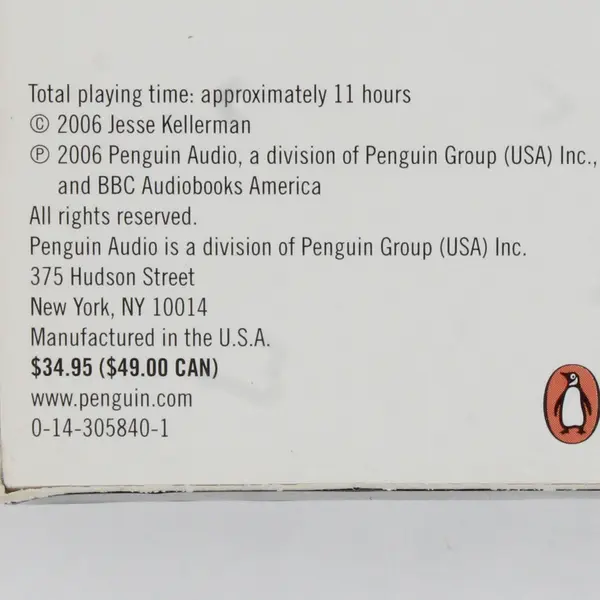 Total playing time: approximately 11 hours
© 2006 Jesse Kellerman
℗ 2006 Penguin Audio, a division of Penguin Group (USA) Inc.,
and BBC Audiobooks America
All rights reserved.
Penguin Audio is a division of Penguin Group (USA) Inc.
375 Hudson Street
New York, NY 10014
Manufactured in the U.S.A.
$34.95 ($49.00 CAN)
www.penguin.com
0-14-305840-1